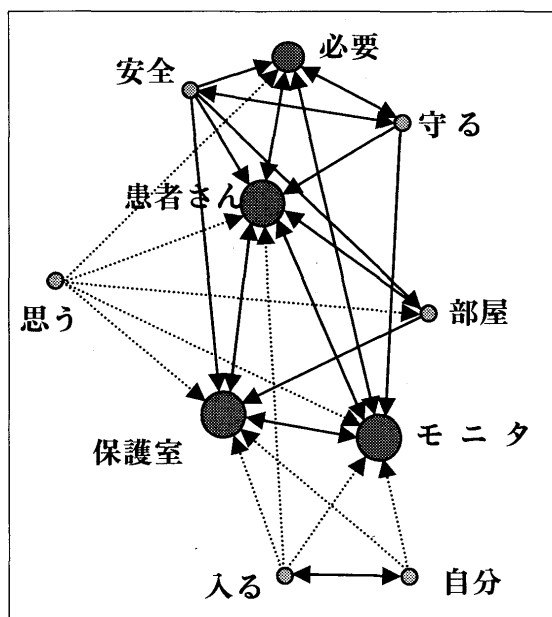 必要
安全
守る
患者さん
思う
部屋
保護室
モニタ
入る
自分